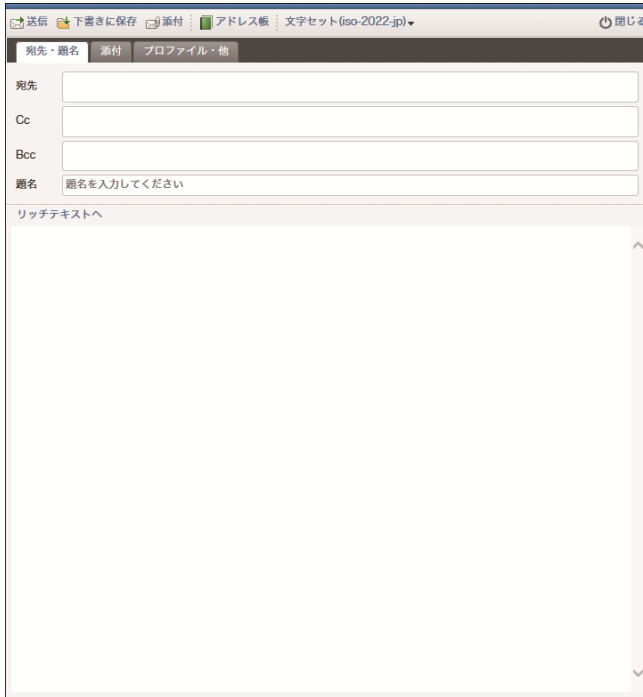 送信 下書きに保存 添付 アドレス帳 文字セット(iso-2022-jp) 閉じる
宛先・題名 添付 プロファイル・他
宛先
Cc
Bcc
題名 題名を入力してください
リッチテキストへ